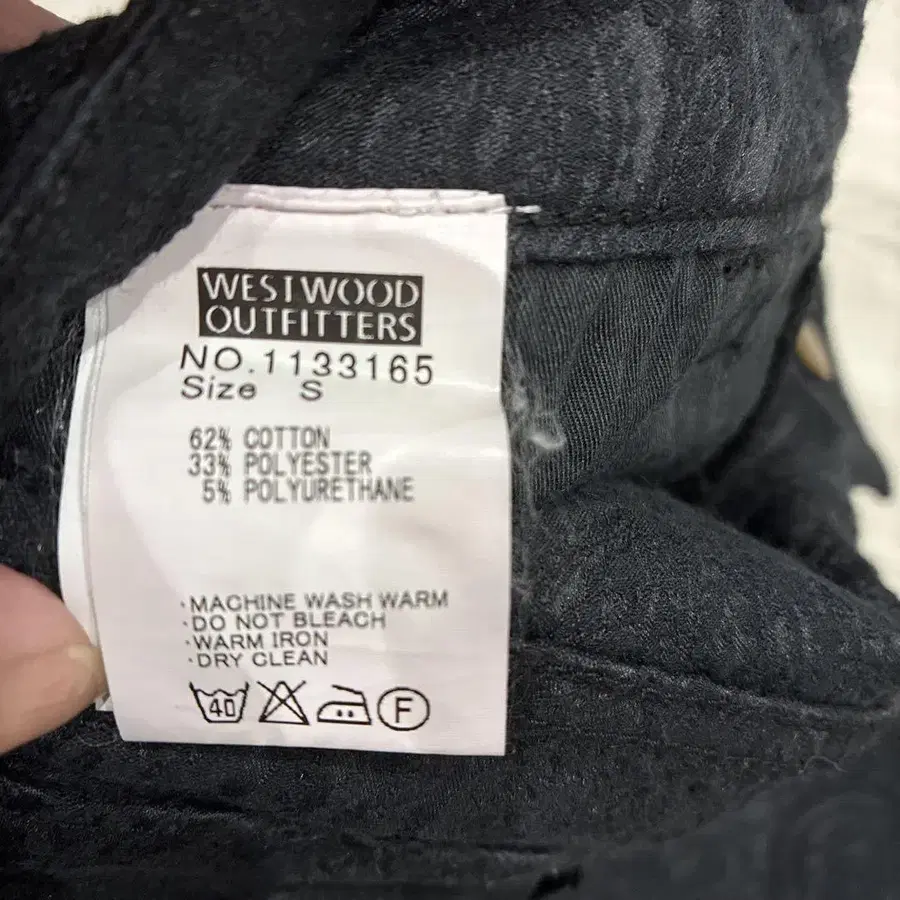 WESTWOOD
OUTFITTERS
NO.1133165
Size S
62% COTTON
33% POLYESTER
5% POLYURETHANE
·MACHINE WASH WARM
·DO NOT BLEACH
·WARM IRON
·DRY CLEAN
40 F